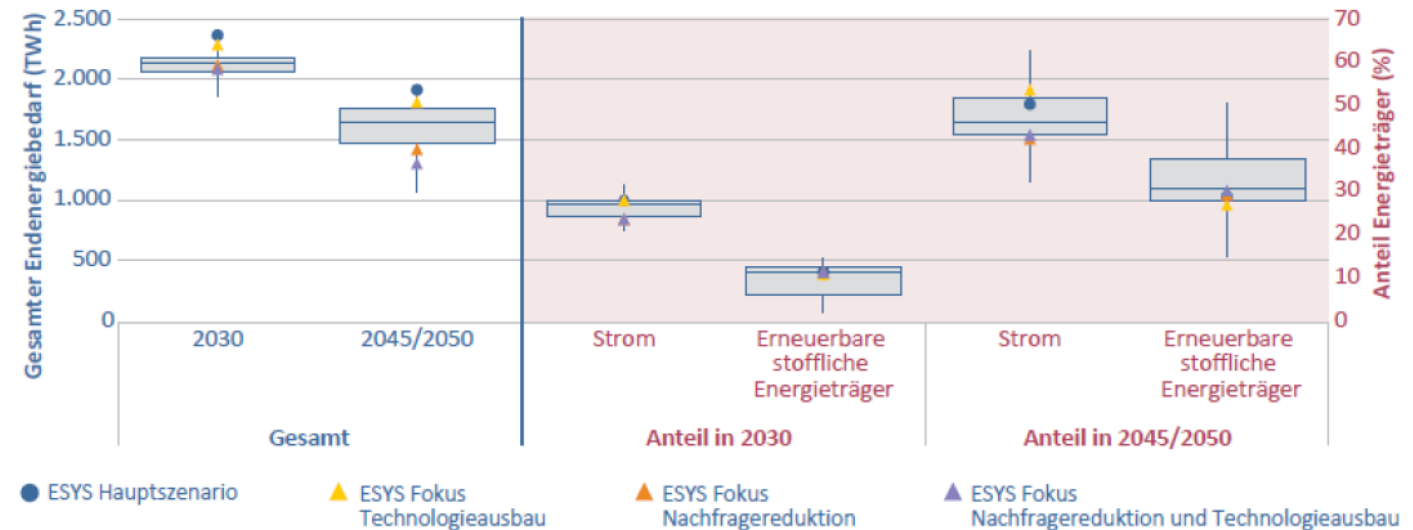 Gesamter Endenergiebedarf (TWh)
2.500
2.000
1.500
1.000
500
0
70
60
50
40
30
20
10
0
Anteil Energieträger (%)
2030
2045/2050
Strom
Erneuerbare
stoffliche
Energieträger
Strom
Erneuerbare
stoffliche
Energieträger
Gesamt
Anteil in 2030
Anteil in 2045/2050
ESYS Hauptszenario
ESYS Fokus
Technologieausbau
ESYS Fokus
Nachfragereduktion
ESYS Fokus
Nachfragereduktion und Technologieausbau